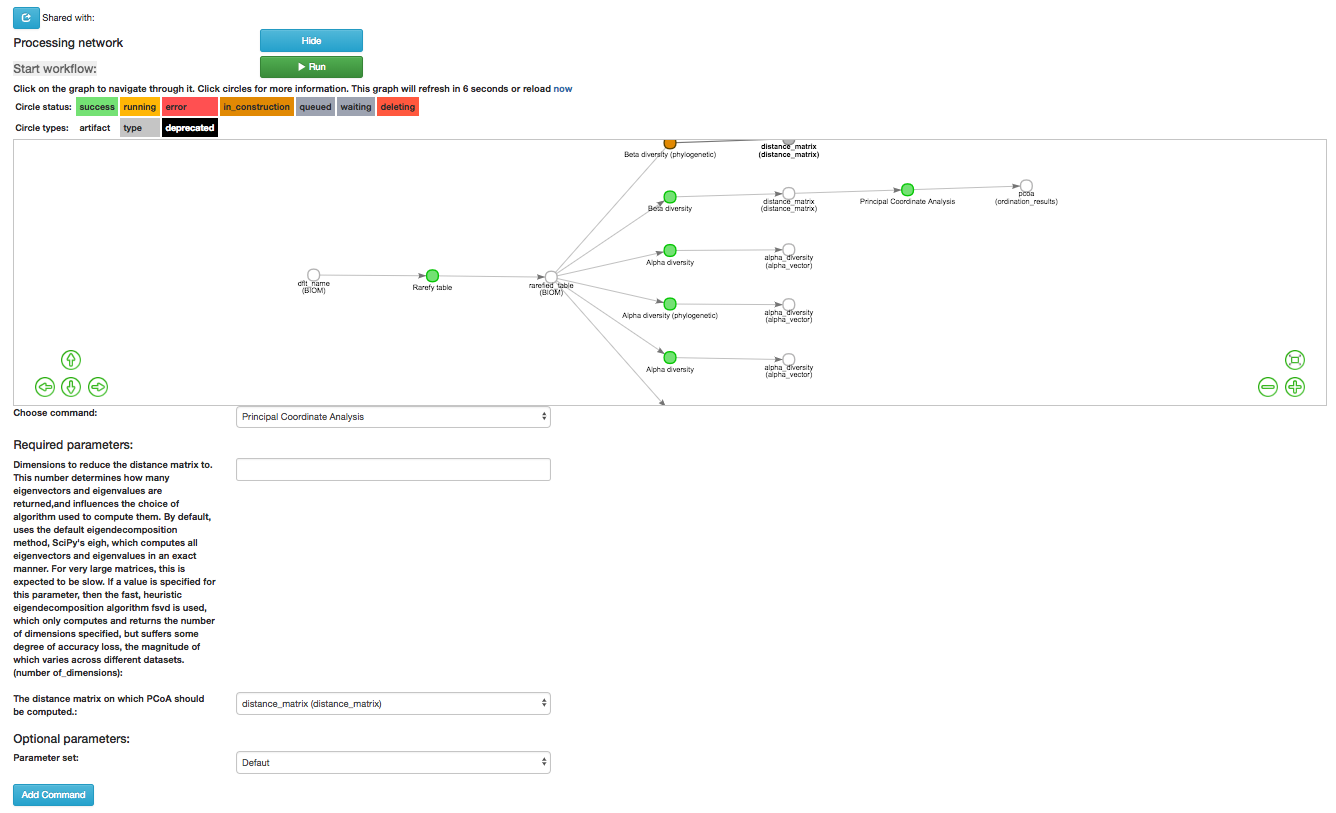 Shared with:
Processing network
Hide
Start workflow:
Run
Click on the graph to navigate through it. Click circles for more information. This graph will refresh in 6 seconds or reload now
Circle status: success running error in_construction queued waiting deleting
Circle types: artifact type deprecated
Beta diversity (phylogenetic)
distance_matrix
(distance_matrix)
Beta diversity
distance_matrix
(distance_matrix)
Principal Coordinate Analysis
pcoa
(ordination_results)
Alpha diversity
alpha_diversity
(alpha_vector)
dflt_name
(BIOM)
Rarefy table
rarefied_table
(BIOM)
Alpha diversity (phylogenetic)
alpha_diversity
(alpha_vector)
Alpha diversity
alpha_diversity
(alpha_vector)
Choose command:
Principal Coordinate Analysis
Required parameters:
Dimensions to reduce the distance matrix to.
This number determines how many
eigenvectors and eigenvalues are
returned,and influences the choice of
algorithm used to compute them. By default,
uses the default eigendecomposition
method, SciPy's eigh, which computes all
eigenvectors and eigenvalues in an exact
manner. For very large matrices, this is
expected to be slow. If a value is specified for
this parameter, then the fast, heuristic
eigendecomposition algorithm fsvd is used,
which only computes and returns the number
of dimensions specified, but suffers some
degree of accuracy loss, the magnitude of
which varies across different datasets.
(number of_dimensions):
The distance matrix on which PCoA should
be computed.:
distance_matrix (distance_matrix)
Optional parameters:
Parameter set:
Defaut
Add Command